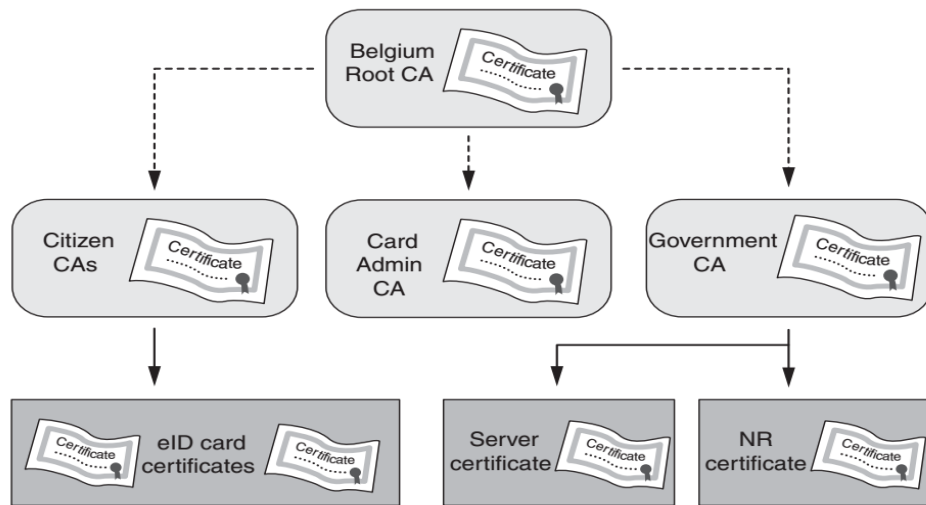 Belgium
Root CA
Certificate
Citizen
CAs
Certificate
Card
Admin
CA
Certificate
Government
CA
Certificate
Certificate
eID card
certificates
Certificate
Server
certificate
Certificate
NR
certificate
Certificate